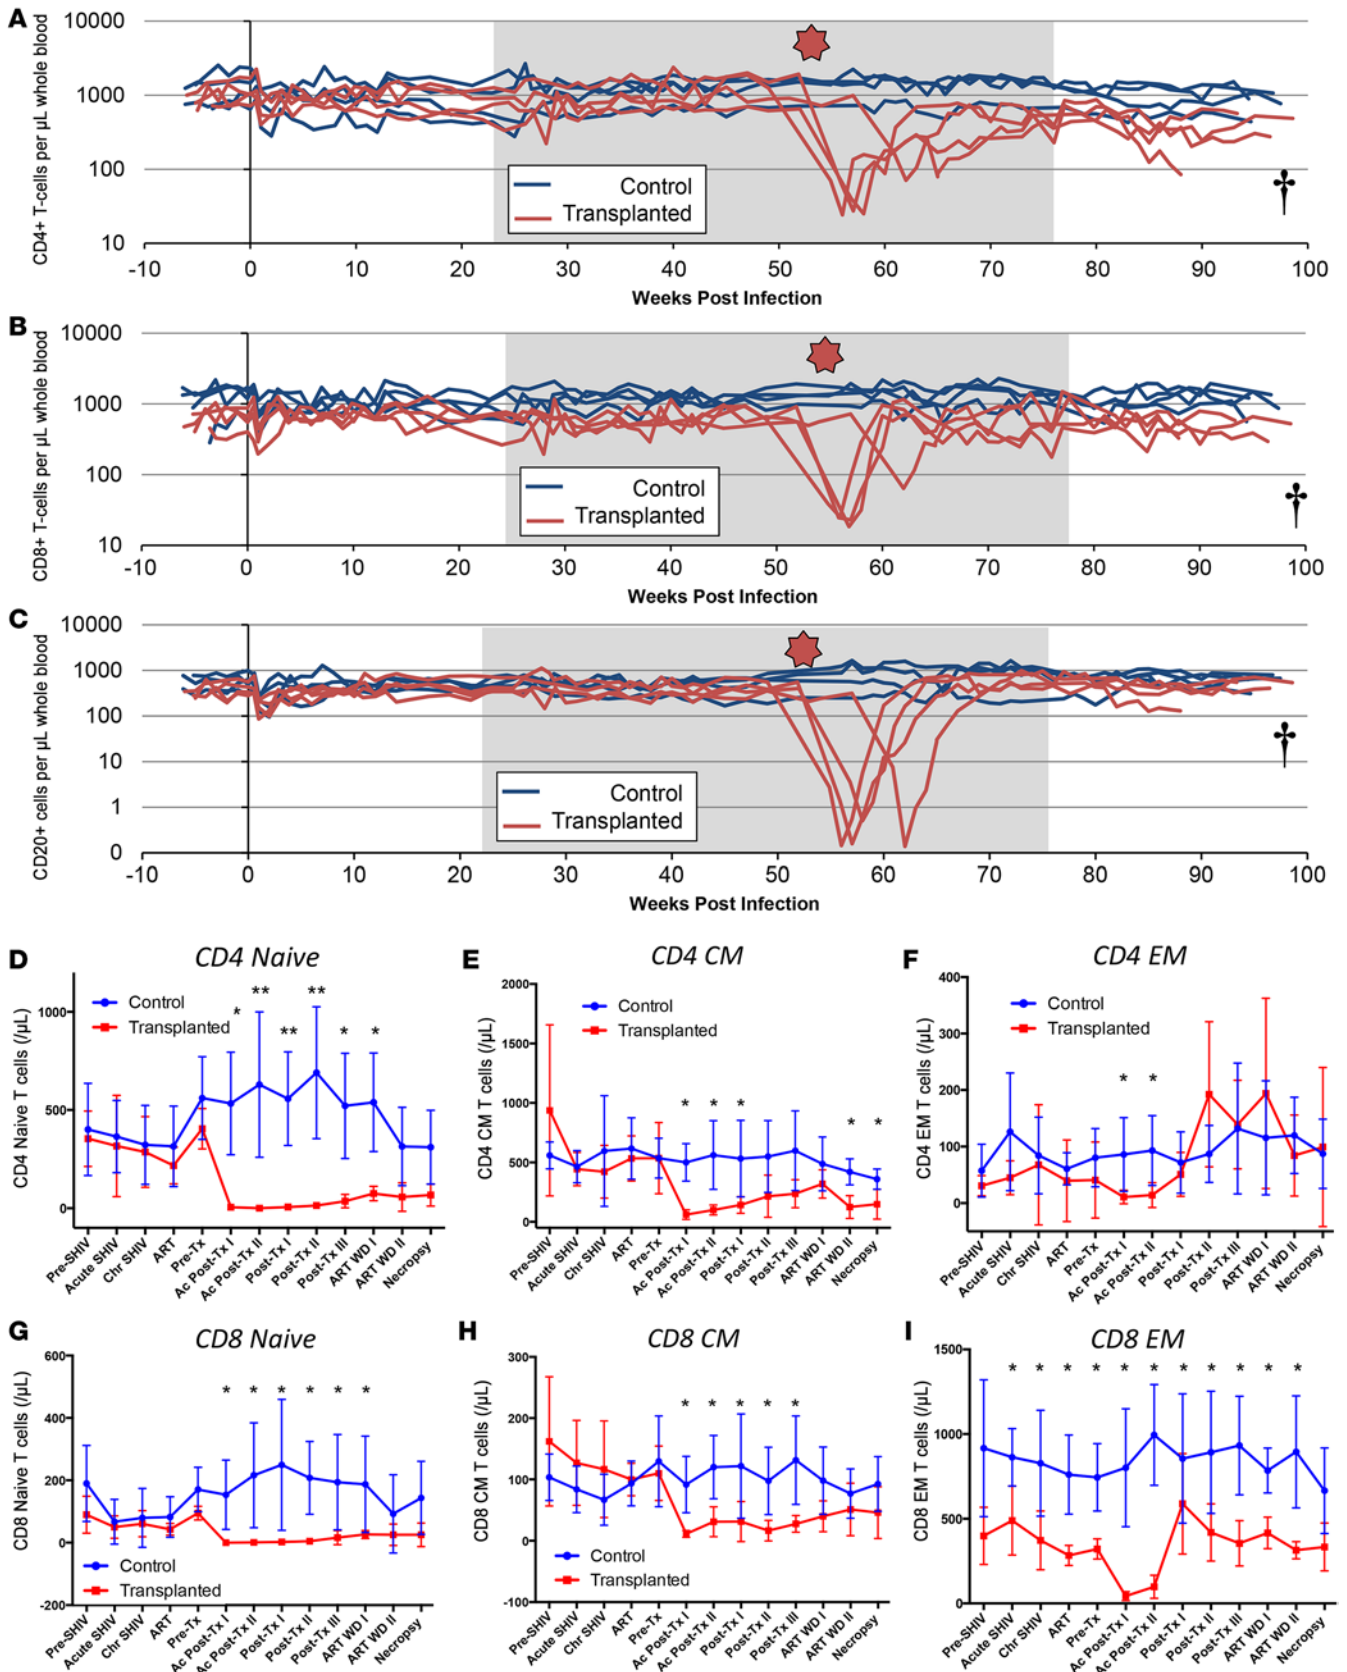 A
CD4+ T-cells per µL whole blood
10000
1000
100
10
Control
Transplanted
†
-10 0 10 20 30 40 50 60 70 80 90 100
Weeks Post Infection
B
CD8+ T-cells per µL whole blood
10000
1000
100
10
Control
Transplanted
†
-10 0 10 20 30 40 50 60 70 80 90 100
Weeks Post Infection
C
CD20+ cells per µL whole blood
10000
1000
100
10
1
0
Control
Transplanted
†
-10 0 10 20 30 40 50 60 70 80 90 100
Weeks Post Infection
D
CD4 Naive
CD4 Naive T cells (/µL)
1000
500
0
Control
Transplanted
* ** ** ** * *
Pre-SHIV Acute SHIV Chr SHIV ART Pre-Tx Ac Post-Tx I Ac Post-Tx II Post-Tx I Post-Tx II Post-Tx III ART WD I ART WD II Necropsy
E
CD4 CM
CD4 CM T cells (/µL)
2000
1500
1000
500
0
Control
Transplanted
* * * * *
Pre-SHIV Acute SHIV Chr SHIV ART Pre-Tx Ac Post-Tx I Ac Post-Tx II Post-Tx I Post-Tx II Post-Tx III ART WD I ART WD II Necropsy
F
CD4 EM
CD4 EM T cells (/µL)
400
300
200
100
0
Control
Transplanted
* *
Pre-SHIV Acute SHIV Chr SHIV ART Pre-Tx Ac Post-Tx I Ac Post-Tx II Post-Tx I Post-Tx II Post-Tx III ART WD I ART WD II Necropsy
G
CD8 Naive
CD8 Naive T cells (/µL)
600
400
200
0
-200
* * * * * *
Control
Transplanted
Pre-SHIV Acute SHIV Chr SHIV ART Pre-Tx Ac Post-Tx I Ac Post-Tx II Post-Tx I Post-Tx II Post-Tx III ART WD I ART WD II Necropsy
H
CD8 CM
CD8 CM T cells (/µL)
300
200
100
0
-100
* * * * *
Control
Transplanted
Pre-SHIV Acute SHIV Chr SHIV ART Pre-Tx Ac Post-Tx I Ac Post-Tx II Post-Tx I Post-Tx II Post-Tx III ART WD I ART WD II Necropsy
I
CD8 EM
CD8 EM T cells (/µL)
1500
1000
500
0
* * * * * * * * * * *
Pre-SHIV Acute SHIV Chr SHIV ART Pre-Tx Ac Post-Tx I Ac Post-Tx II Post-Tx I Post-Tx II Post-Tx III ART WD I ART WD II Necropsy